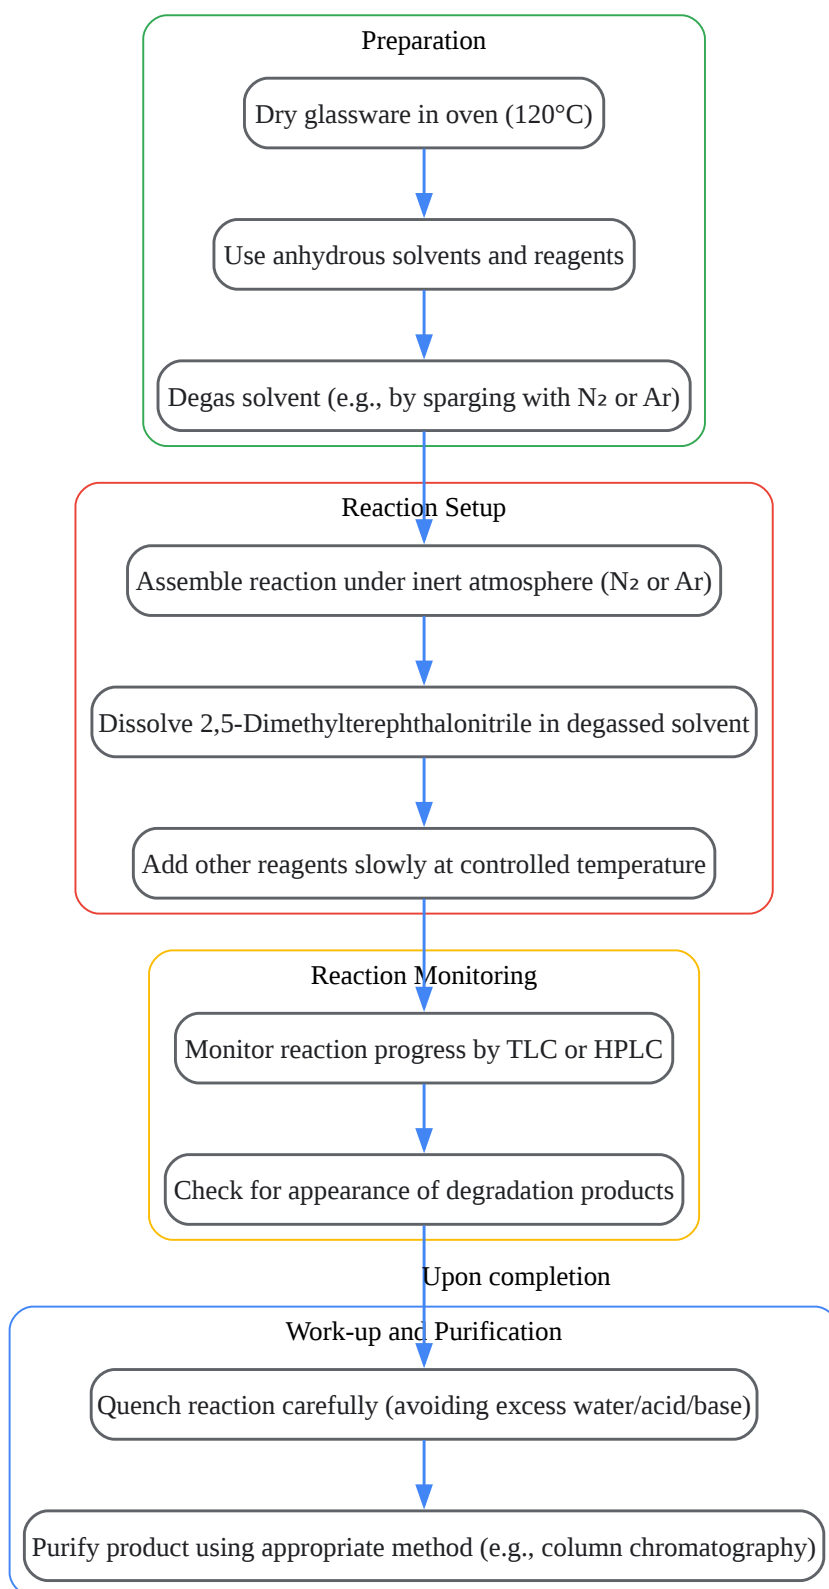 Preparation
Dry glassware in oven (120°C)
Use anhydrous solvents and reagents
Degas solvent (e.g., by sparging with N₂ or Ar)
Reaction Setup
Assemble reaction under inert atmosphere (N₂ or Ar)
Dissolve 2,5-Dimethylterephthalonitrile in degassed solvent
Add other reagents slowly at controlled temperature
Reaction Monitoring
Monitor reaction progress by TLC or HPLC
Check for appearance of degradation products
Upon completion
Work-up and Purification
Quench reaction carefully (avoiding excess water/acid/base)
Purify product using appropriate method (e.g., column chromatography)